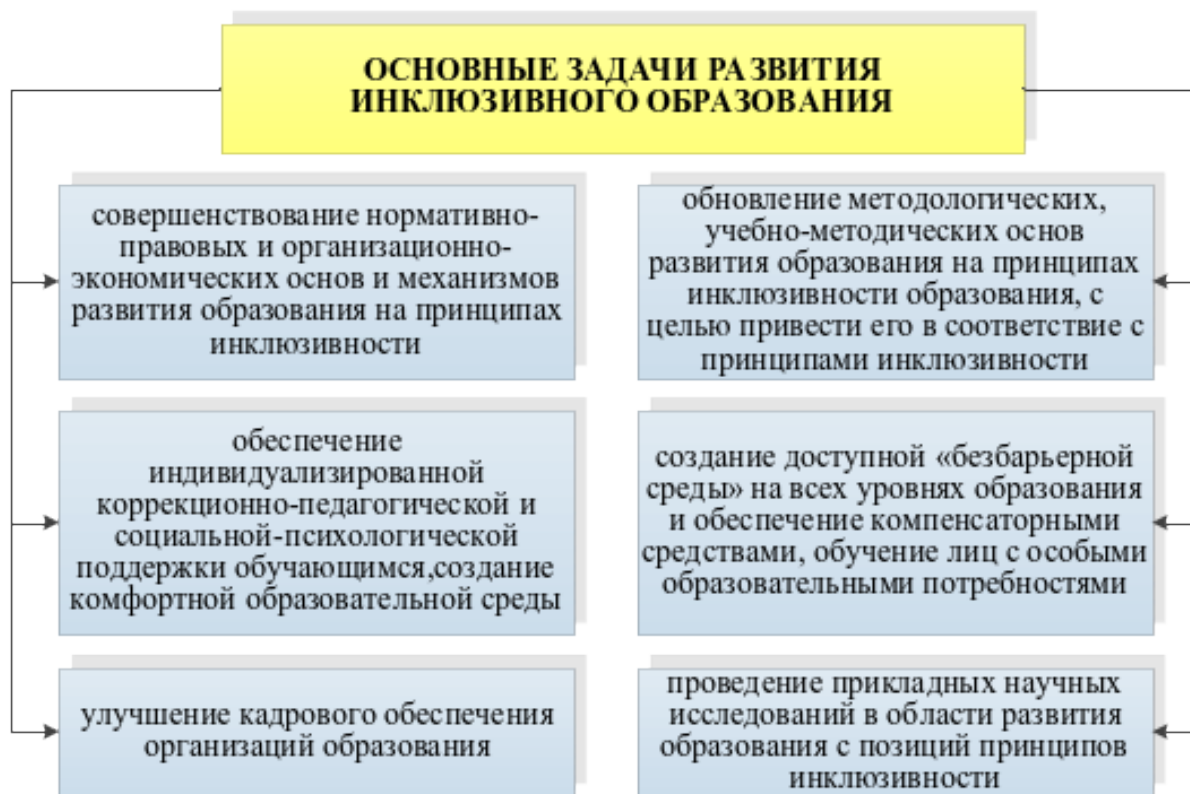 ОСНОВНЫЕ ЗАДАЧИ РАЗВИТИЯ
ИНКЛЮЗИВНОГО ОБРАЗОВАНИЯ
совершенствование нормативно-
правовых и организационно-
экономических основ и механизмов
развития образования на принципах
инклюзивности
обновление методологических,
учебно-методических основ
развития образования на принципах
инклюзивности образования, с
целью привести его в соответствие с
принципами инклюзивности
обеспечение
индивидуализированной
коррекционно-педагогической и
социальной-психологической
поддержки обучающимся,создание
комфортной образовательной среды
создание доступной «безбарьерной
среды» на всех уровнях образования
и обеспечение компенсаторными
средствами, обучение лиц с особыми
образовательными потребностями
улучшение кадрового обеспечения
организаций образования
проведение прикладных научных
исследований в области развития
образования с позиций принципов
инклюзивности